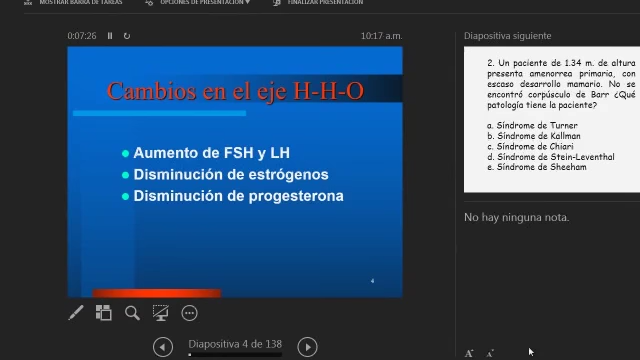 MOSTRAR BARRA DE TAREAS
OPCIONES DE PRESENTACIÓN ▾
FINALIZAR PRESENTACIÓN
0:07:26
10:17 a.m.
Diapositiva siguiente
Cambios en el eje H-H-O
Aumento de FSH y LH
Disminución de estrógenos
Disminución de progesterona
4
2. Un paciente de 1.34 m. de altura
presenta amenorrea primaria, con
escaso desarrollo mamario. No se
encontró corpúsculo de Barr ¿Qué
patología tiene la paciente?
a. Síndrome de Turner
b. Síndrome de Kallman
c. Síndrome de Chiari
d. Síndrome de Stein-Leventhal
e. Síndrome de Sheeham
No hay ninguna nota.
Diapositiva 4 de 138
A A